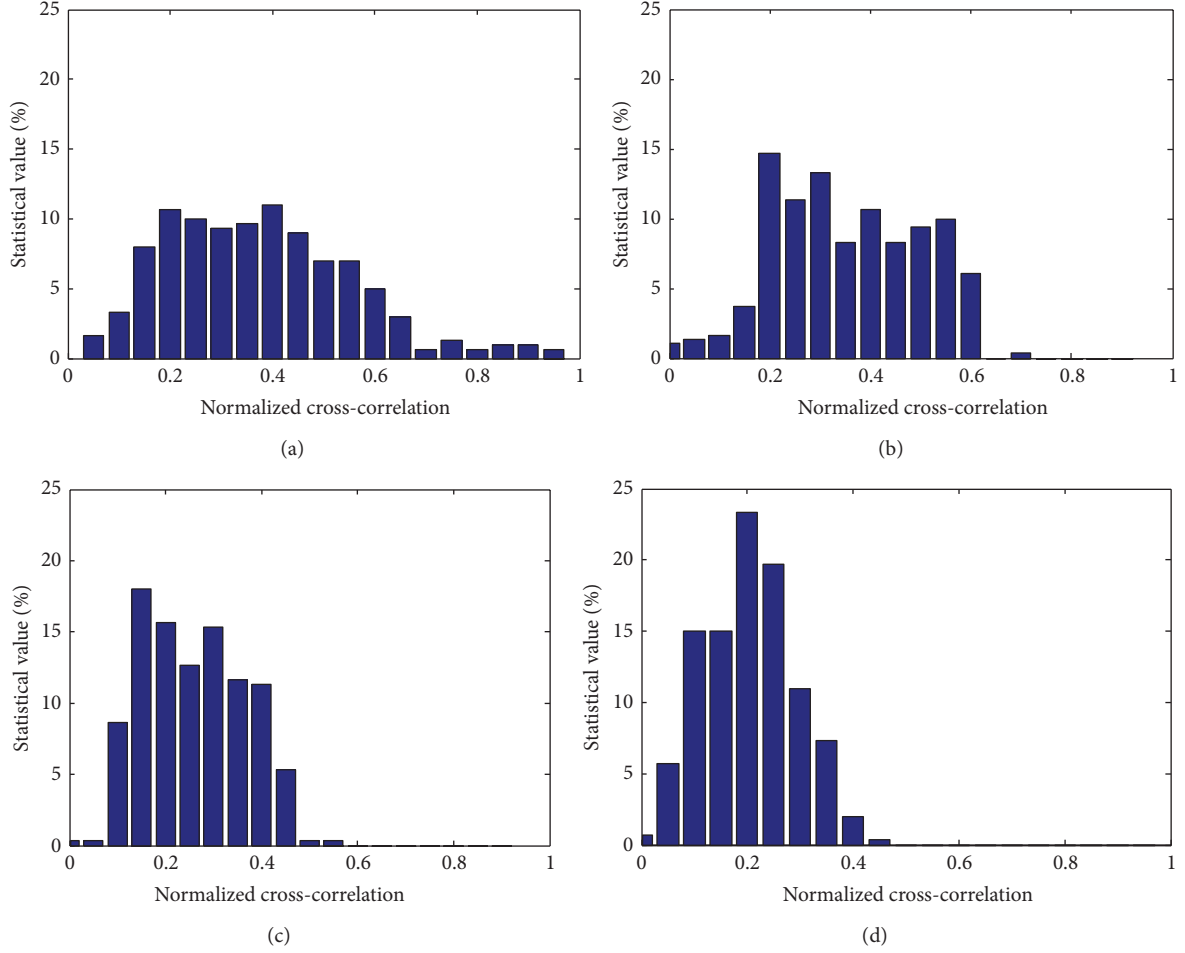 25
20
15
10
5
0
Statistical value (%)
0 0.2 0.4 0.6 0.8 1
Normalized cross-correlation
(a)
25
20
15
10
5
0
Statistical value (%)
0 0.2 0.4 0.6 0.8 1
Normalized cross-correlation
(b)
25
20
15
10
5
0
Statistical value (%)
0 0.2 0.4 0.6 0.8 1
Normalized cross-correlation
(c)
25
20
15
10
5
0
Statistical value (%)
0 0.2 0.4 0.6 0.8 1
Normalized cross-correlation
(d)